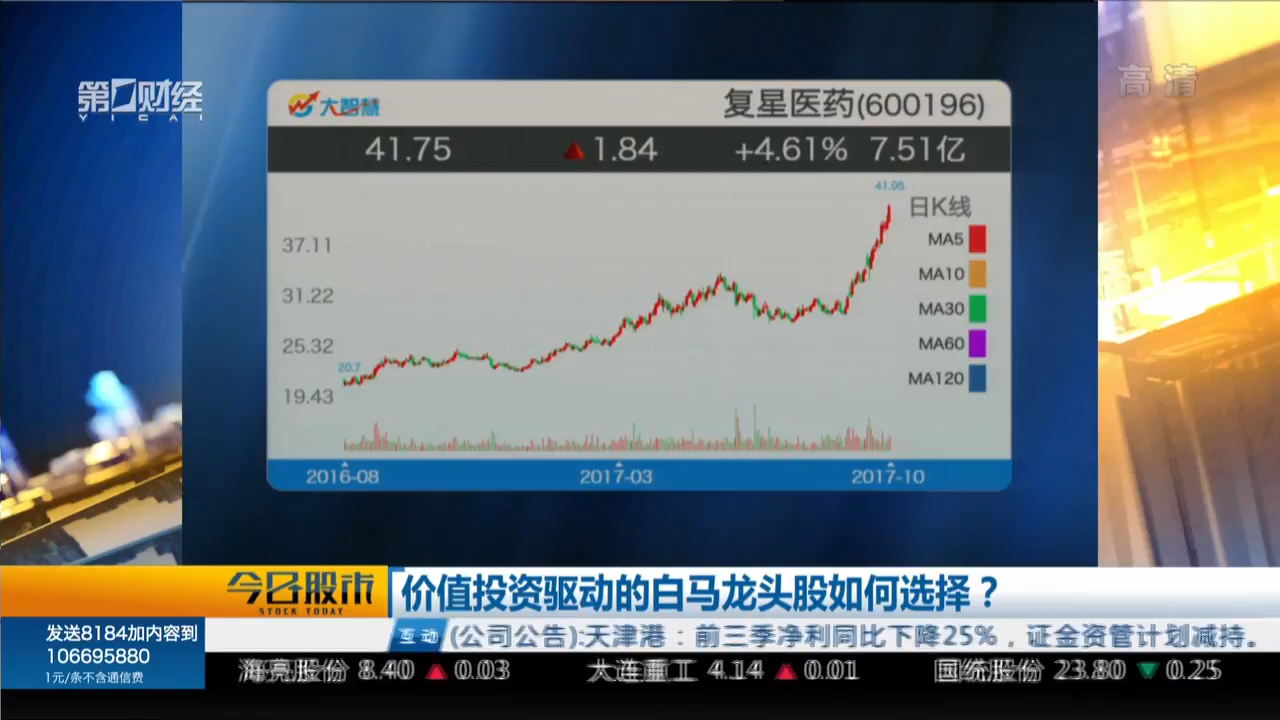 第一财经
YICAI
高清
大智慧
复星医药(600196)
41.75 ▲ 1.84 +4.61% 7.51亿
41.95
日K线
MA5
MA10
MA30
MA60
MA120
37.11
31.22
25.32
19.43
20.7
2016-08 2017-03 2017-10
今日股市
STOCK TODAY
价值投资驱动的白马龙头股如何选择？
发送8184加内容到
106695880
1元/条不含通信费
互动
(公司公告):天津港：前三季净利同比下降25%，证金资管计划减持。
海亮股份 8.40 ▲ 0.03 大连重工 4.14 ▲ 0.01 国统股份 23.80 ▼ 0.25